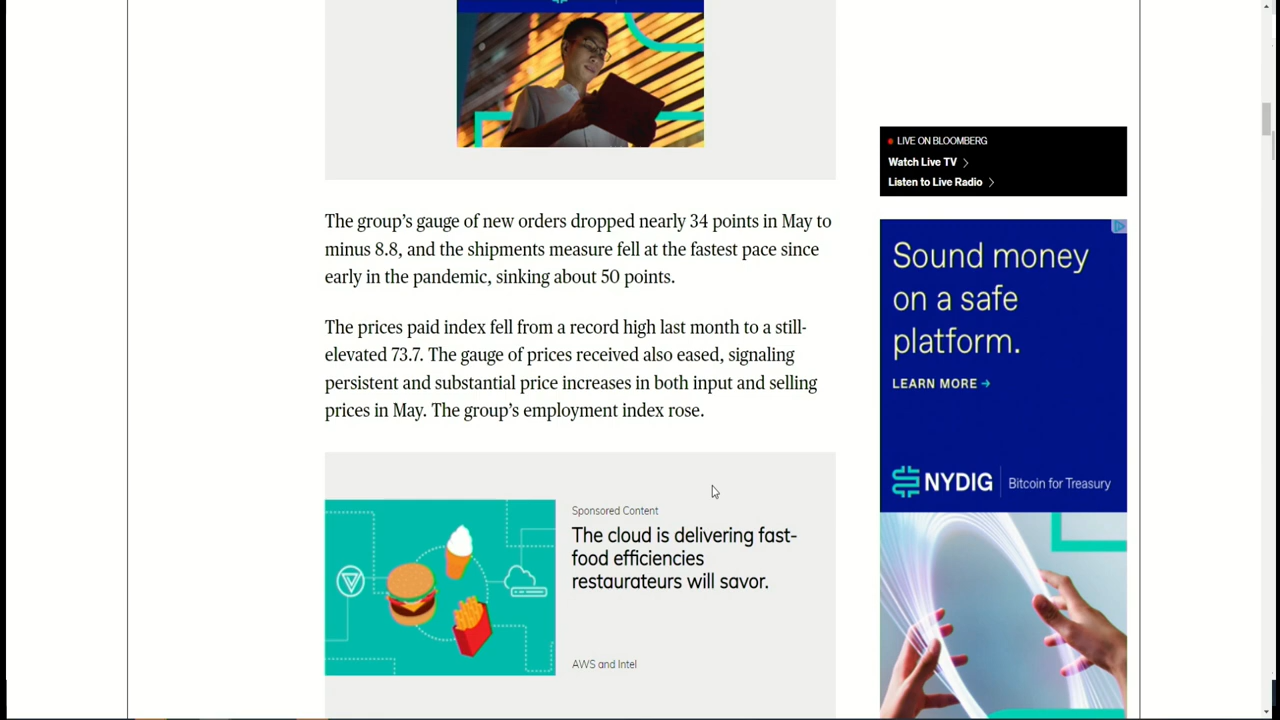 The group's gauge of new orders dropped nearly 34 points in May to
minus 8.8, and the shipments measure fell at the fastest pace since
early in the pandemic, sinking about 50 points.
The prices paid index fell from a record high last month to a still-
elevated 73.7. The gauge of prices received also eased, signaling
persistent and substantial price increases in both input and selling
prices in May. The group's employment index rose.
Sponsored Content
The cloud is delivering fast-
food efficiencies
restaurateurs will savor.
AWS and Intel
LIVE ON BLOOMBERG
Watch Live TV
Listen to Live Radio
Sound money
on a safe
platform.
LEARN MORE →
NYDIG | Bitcoin for Treasury